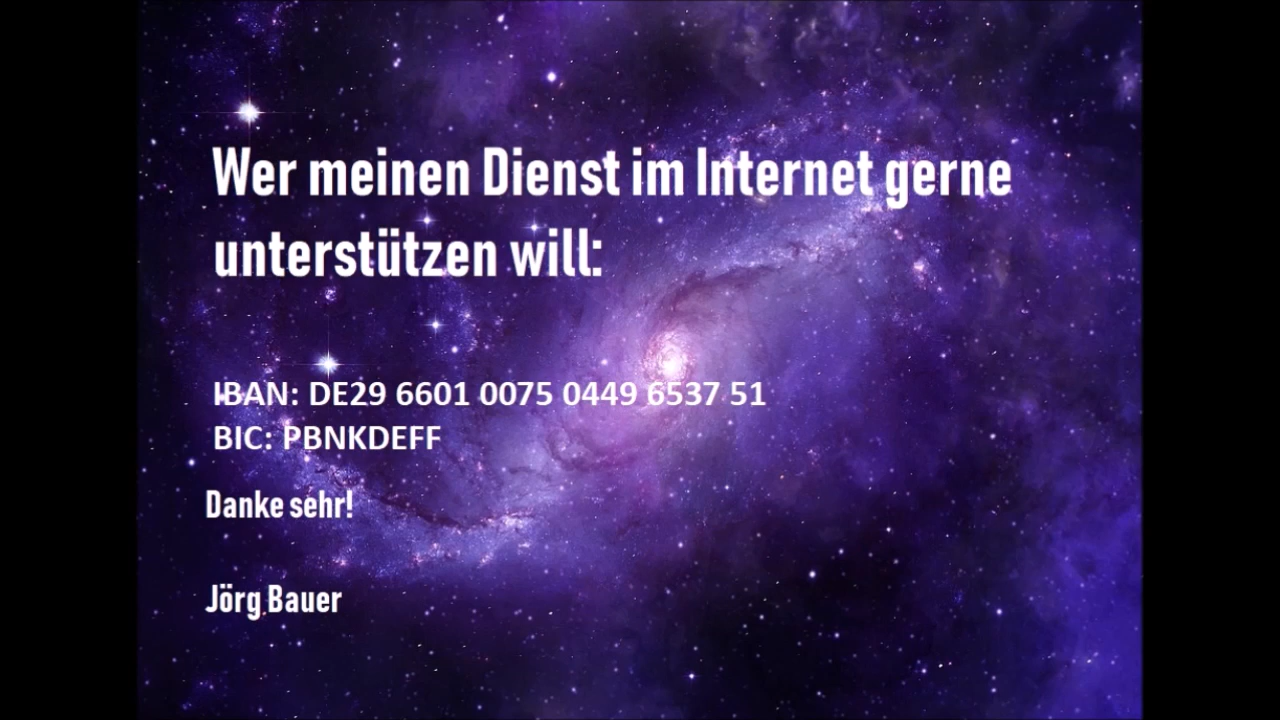 Wer meinen Dienst im Internet gerne
unterstützen will:
IBAN: DE29 6601 0075 0449 6537 51
BIC: PBNKDEFF
Danke sehr!
Jörg Bauer